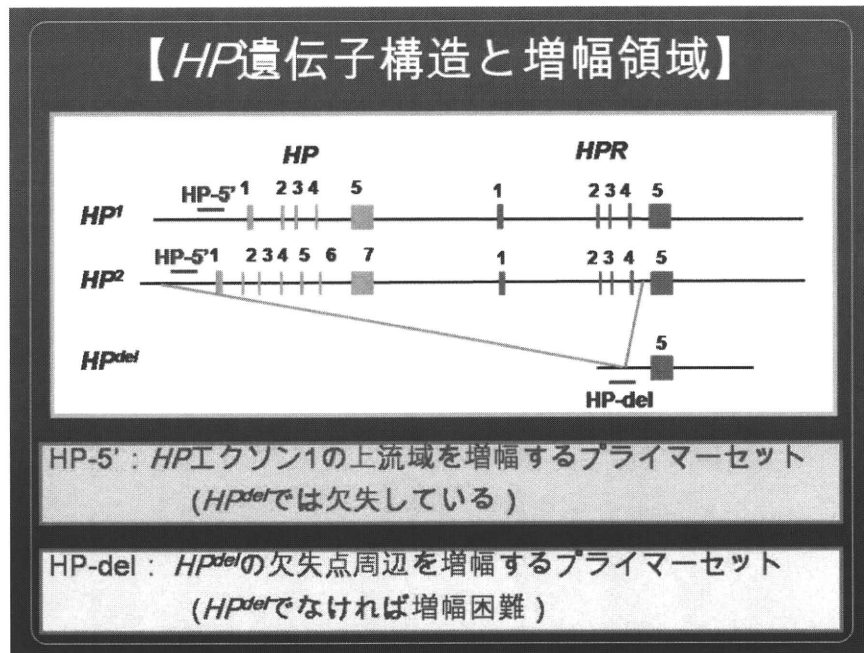 【HP遺伝子構造と増幅領域】
HP HPR
HP-5' 1 2 3 4 5 1 2 3 4 5
HP1
HP-5' 1 2 3 4 5 6 7 1 2 3 4 5
HP2
5
HPdel
HP-del
HP-5'：HPエクソン1の上流域を増幅するプライマーセット
(HPdelでは欠失している)
HP-del： HPdelの欠失点周辺を増幅するプライマーセット
(HPdelでなければ増幅困難)